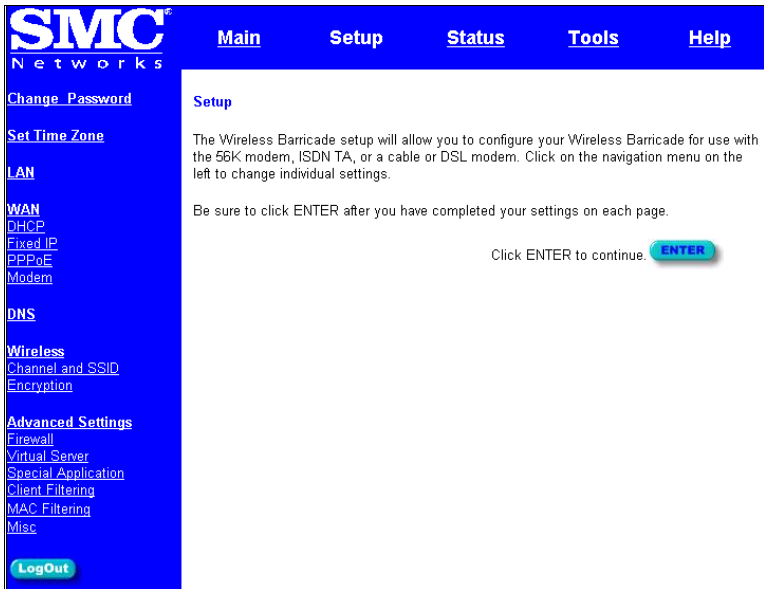 SMC®
Networks
Main Setup Status Tools Help
Change Password
Set Time Zone
LAN
WAN
DHCP
Fixed IP
PPPoE
Modem
DNS
Wireless
Channel and SSID
Encryption
Advanced Settings
Firewall
Virtual Server
Special Application
Client Filtering
MAC Filtering
Misc
LogOut
Setup
The Wireless Barricade setup will allow you to configure your Wireless Barricade for use with
the 56K modem, ISDN TA, or a cable or DSL modem. Click on the navigation menu on the
left to change individual settings.
Be sure to click ENTER after you have completed your settings on each page.
Click ENTER to continue. ENTER